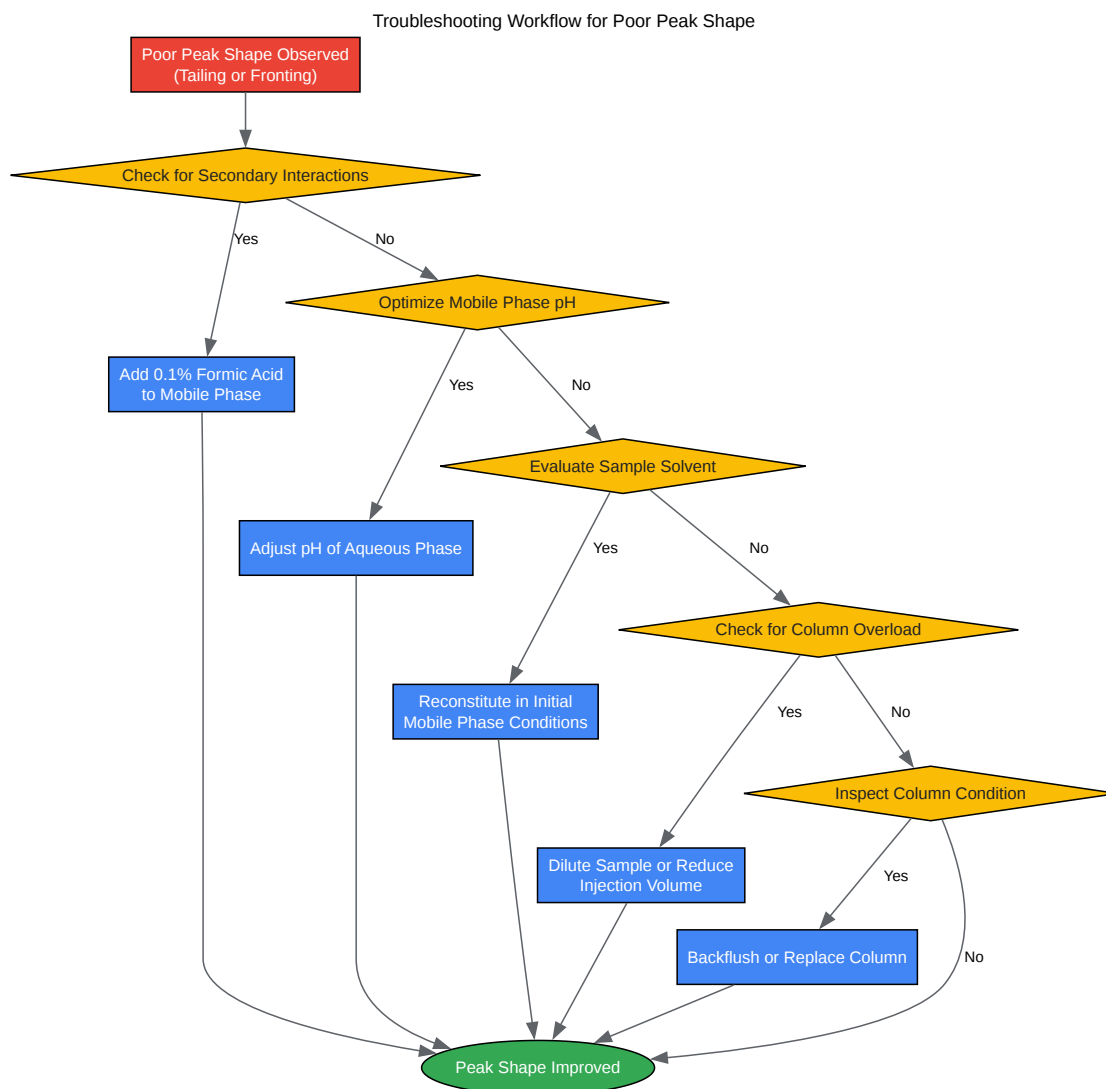 Troubleshooting Workflow for Poor Peak Shape
Poor Peak Shape Observed
(Tailing or Fronting)
Check for Secondary Interactions
Yes
No
Optimize Mobile Phase pH
Add 0.1% Formic Acid
to Mobile Phase
Yes
No
Evaluate Sample Solvent
Adjust pH of Aqueous Phase
Yes
No
Check for Column Overload
Reconstitute in Initial
Mobile Phase Conditions
Yes
No
Inspect Column Condition
Dilute Sample or Reduce
Injection Volume
Yes
Backflush or Replace Column
No
Peak Shape Improved